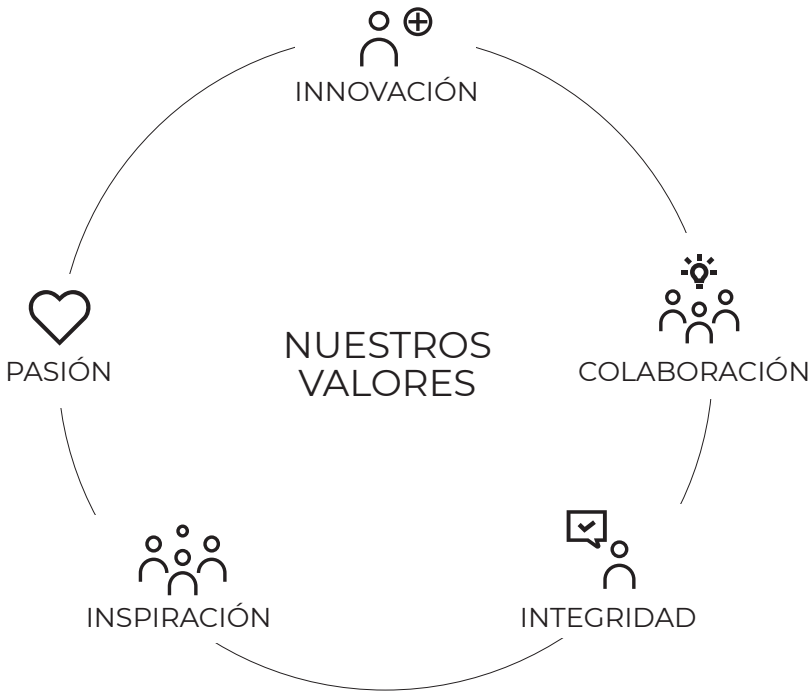 INNOVACIÓN
COLABORACIÓN
NUESTROS
VALORES
PASIÓN
INSPIRACIÓN
INTEGRIDAD